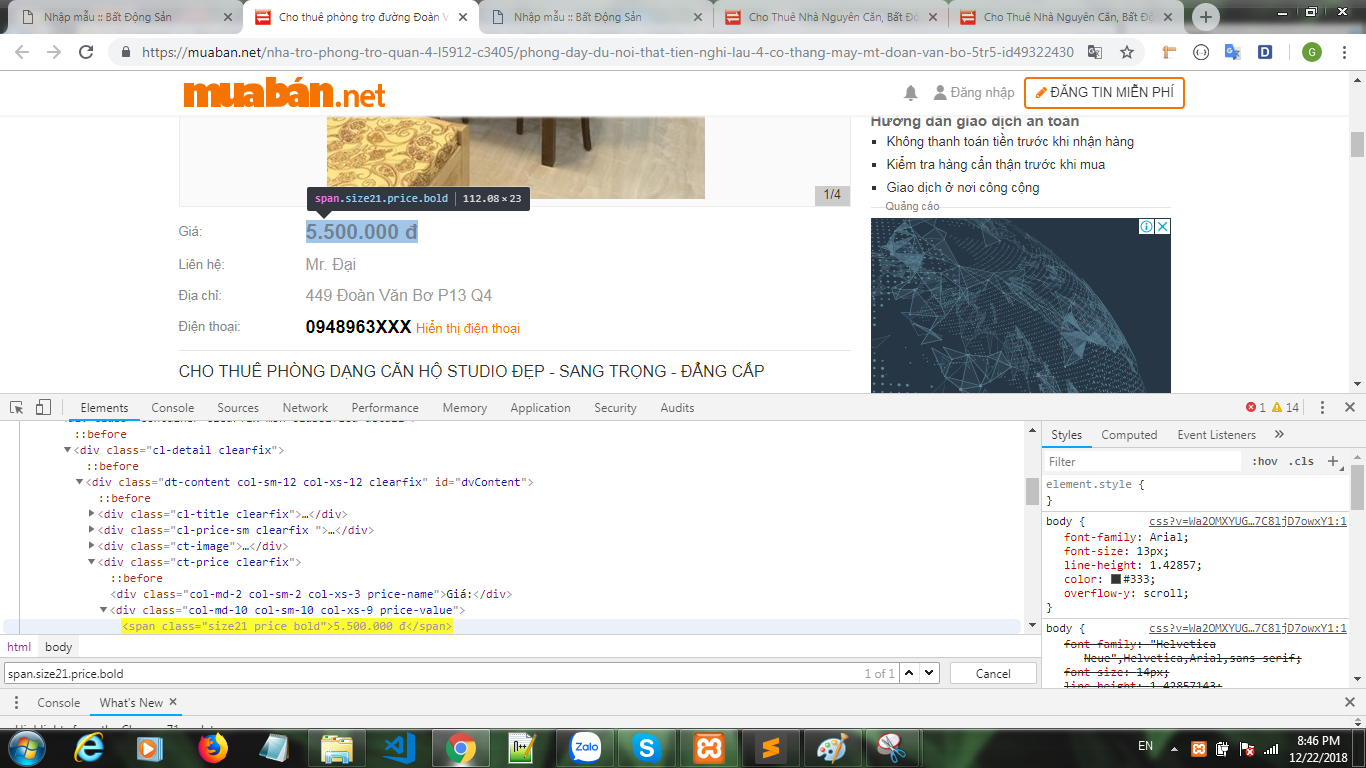 Nhập mẫu :: Bất Động Sản
Cho thuê phòng trọ đường Đoàn V
Nhập mẫu :: Bất Động Sản
Cho Thuê Nhà Nguyên Căn, Bất Độ
Cho Thuê Nhà Nguyên Căn, Bất Độ
https://muaban.net/nha-tro-phong-tro-quan-4-l5912-c3405/phong-day-du-noi-that-tien-nghi-lau-4-co-thang-may-mt-doan-van-bo-5tr5-id49322430
G
muabán.net
Đăng nhập
ĐĂNG TIN MIỄN PHÍ
Hướng dẫn giao dịch an toàn
Không thanh toán tiền trước khi nhận hàng
Kiểm tra hàng cẩn thận trước khi mua
Giao dịch ở nơi công cộng
Quảng cáo
1/4
span.size21.price.bold 112.08 × 23
Giá: 5.500.000 đ
Liên hệ: Mr. Đại
Địa chỉ: 449 Đoàn Văn Bơ P13 Q4
Điện thoại: 0948963XXX Hiển thị điện thoại
CHO THUÊ PHÒNG DẠNG CĂN HỘ STUDIO ĐẸP - SANG TRỌNG - ĐẲNG CẤP
Elements Console Sources Network Performance Memory Application Security Audits 1 14
::before
<div class="cl-detail clearfix">
::before
<div class="dt-content col-sm-12 col-xs-12 clearfix" id="dvContent">
::before
<div class="cl-title clearfix">…</div>
<div class="cl-price-sm clearfix ">…</div>
<div class="ct-image">…</div>
<div class="ct-price clearfix">
::before
<div class="col-md-2 col-sm-2 col-xs-3 price-name">Giá:</div>
<div class="col-md-10 col-sm-10 col-xs-9 price-value">
<span class="size21 price bold">5.500.000 đ</span>
html body
span.size21.price.bold 1 of 1 Cancel
Styles Computed Event Listeners »
Filter :hov .cls +
element.style {
}
body { css?v=Wa2OMXYUG…7C8ljD7owxY1:1
font-family: Arial;
font-size: 13px;
line-height: 1.42857;
color: #333;
overflow-y: scroll;
}
body { css?v=Wa2OMXYUG…7C8ljD7owxY1:1
font-family: "Helvetica
Neue",Helvetica,Arial,sans-serif;
font-size: 14px;
line-height: 1.42857143;
Console What's New
Zalo
EN
8:46 PM
12/22/2018